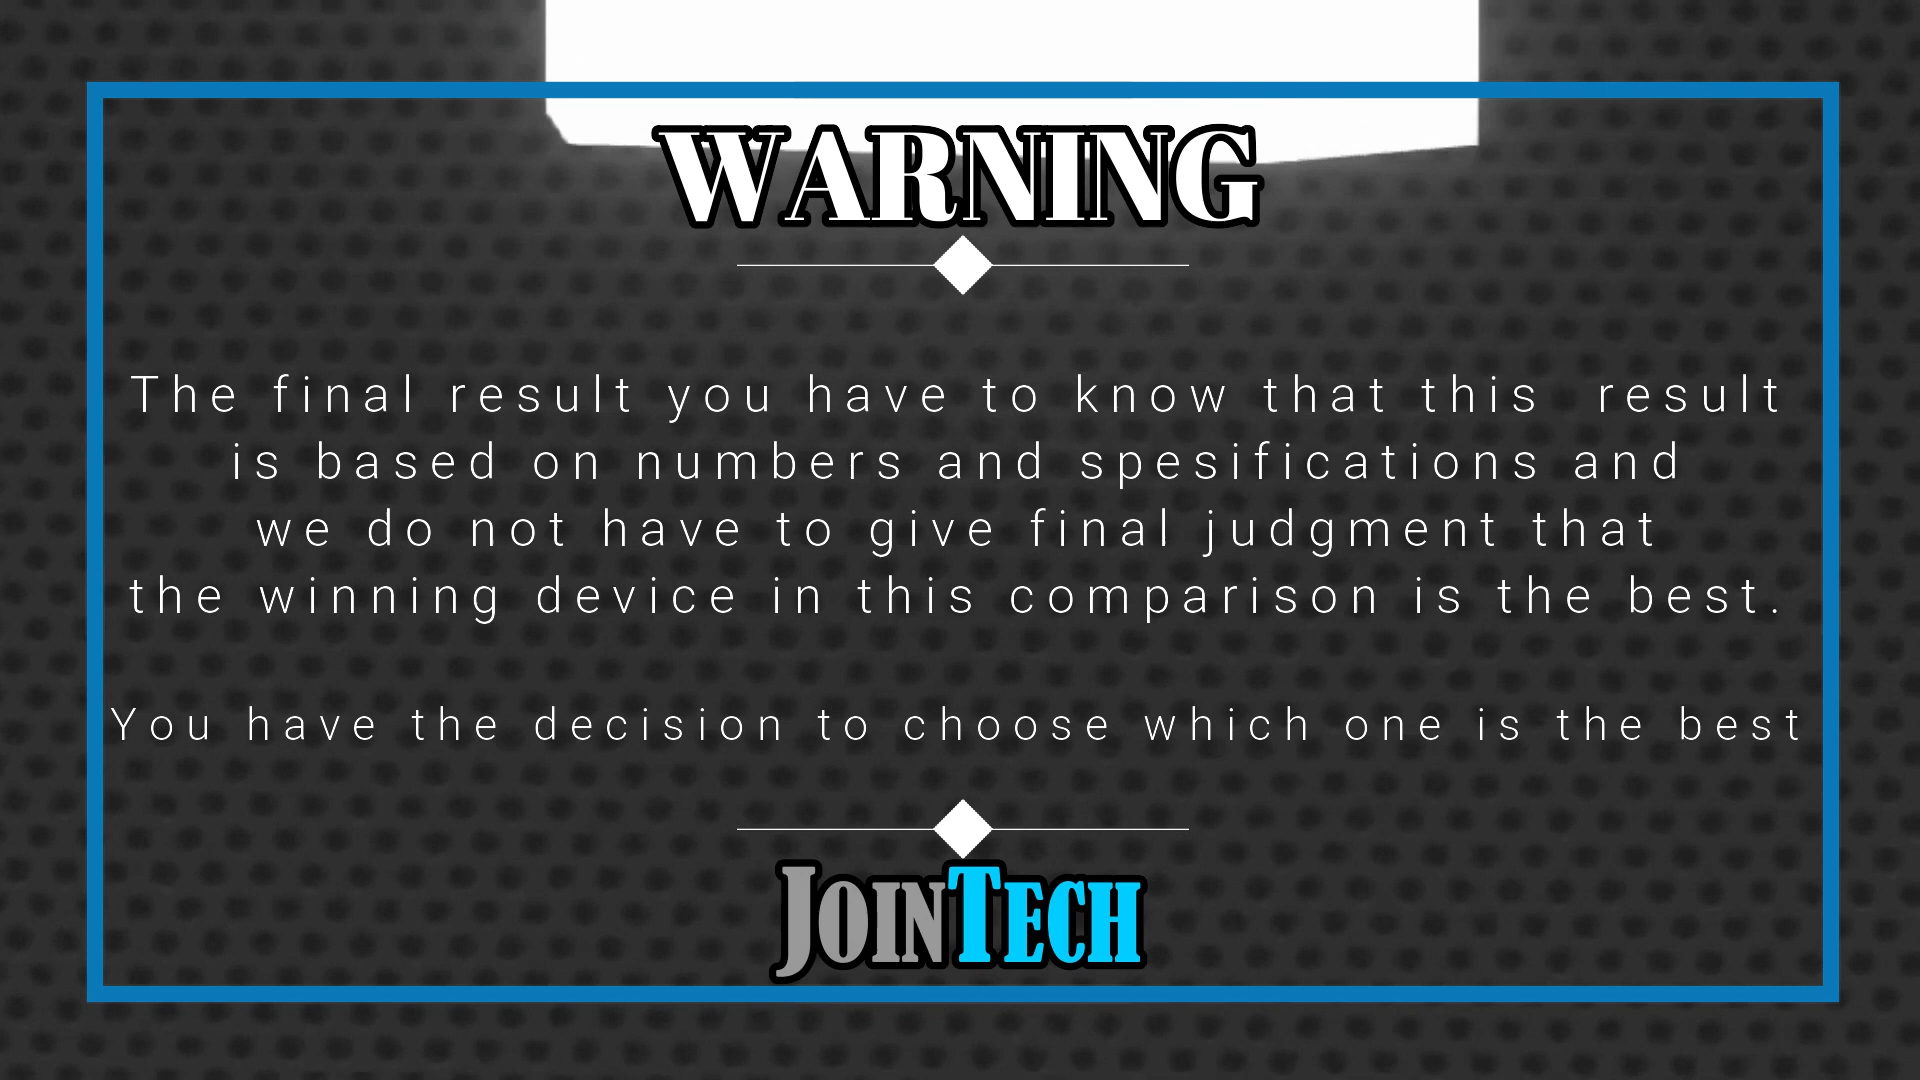 WARNING
The final result you have to know that this result
is based on numbers and spesifications and
we do not have to give final judgment that
the winning device in this comparison is the best.
You have the decision to choose which one is the best
JOINTECH